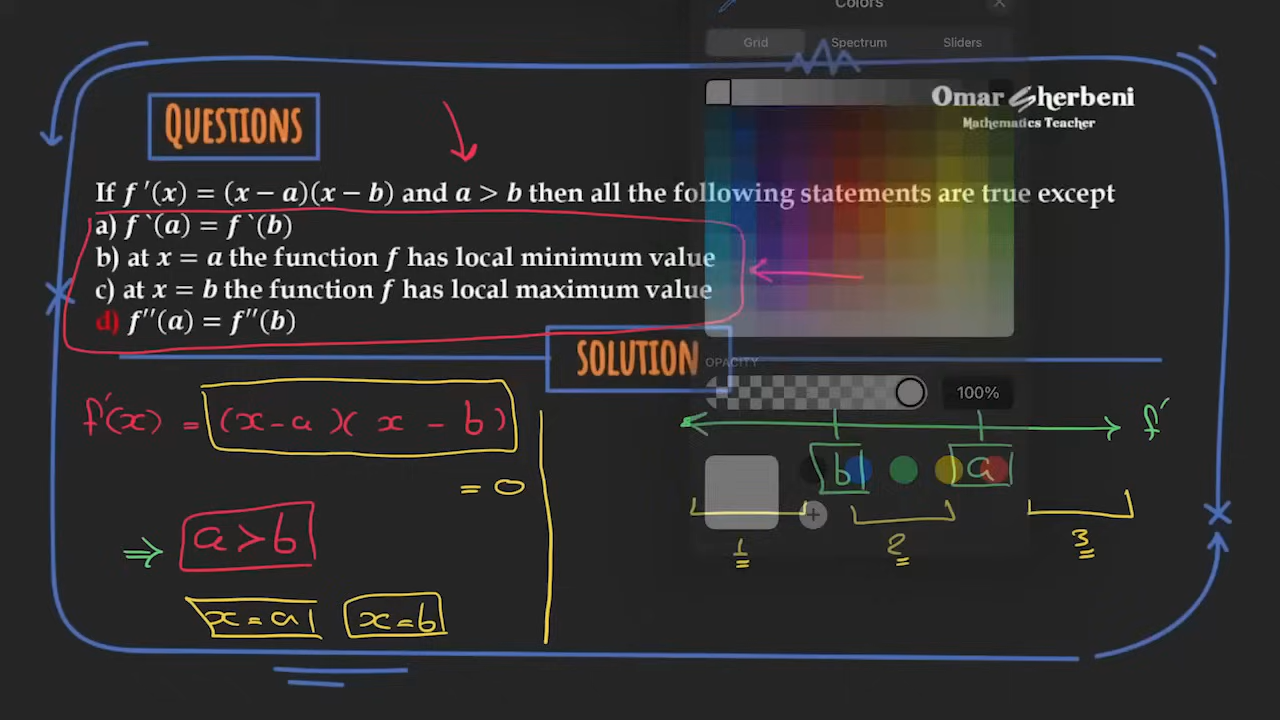 Colors
Grid Spectrum Sliders
Omar Sherbeni
Mathematics Teacher
QUESTIONS
If f ′(x) = (x − a)(x − b) and a > b then all the following statements are true except
a) f `(a) = f `(b)
b) at x = a the function f has local minimum value
c) at x = b the function f has local maximum value
d) f′′(a) = f′′(b)
SOLUTION
OPACITY
100%
f′(x) = (x-a)(x - b)
= 0
⇒ a>b
x=a x=b
f′
b a
1 2 3